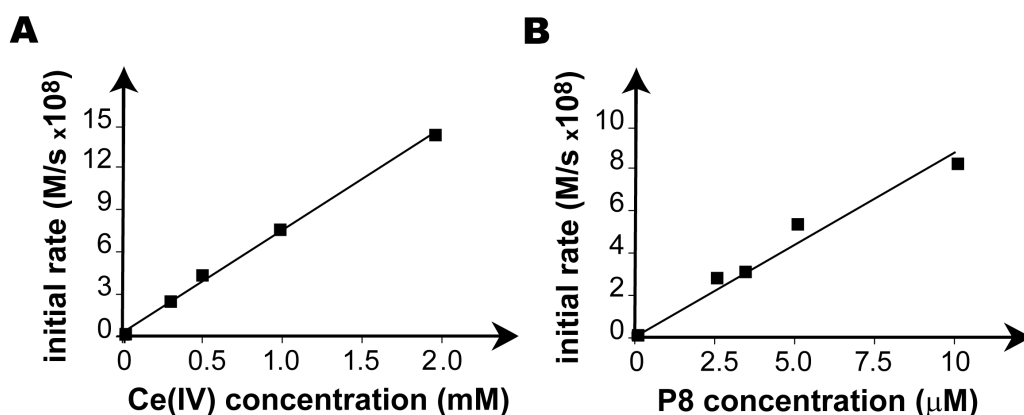 A
initial rate (M/s x10⁸)
15
12
9
6
3
0
0 0.5 1.0 1.5 2.0
Ce(IV) concentration (mM)
B
initial rate (M/s x10⁸)
10
8
6
4
2
0
0 2.5 5.0 7.5 10
P8 concentration (μM)